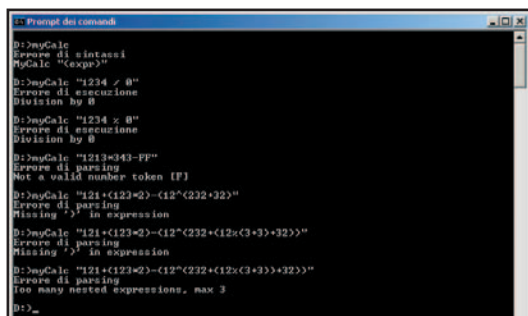 Prompt dei comandi
D:>myCalc
Errore di sintassi
MyCalc "(expr)"
D:>myCalc "1234 / 0"
Errore di esecuzione
Division by 0
D:>myCalc "1234 % 0"
Errore di esecuzione
Division by 0
D:>myCalc "1213*343-FF"
Errore di parsing
Not a valid number token [F]
D:>myCalc "121+(123*2)-(12^(232+32)"
Errore di parsing
Missing ')' in expression
D:>myCalc "121+(123*2)-(12^(232+(12%(3+3)+32))"
Errore di parsing
Missing ')' in expression
D:>myCalc "121+(123*2)-(12^(232+(12%(3+3))+32))"
Errore di parsing
Too many nested expressions, max 3
D:>_